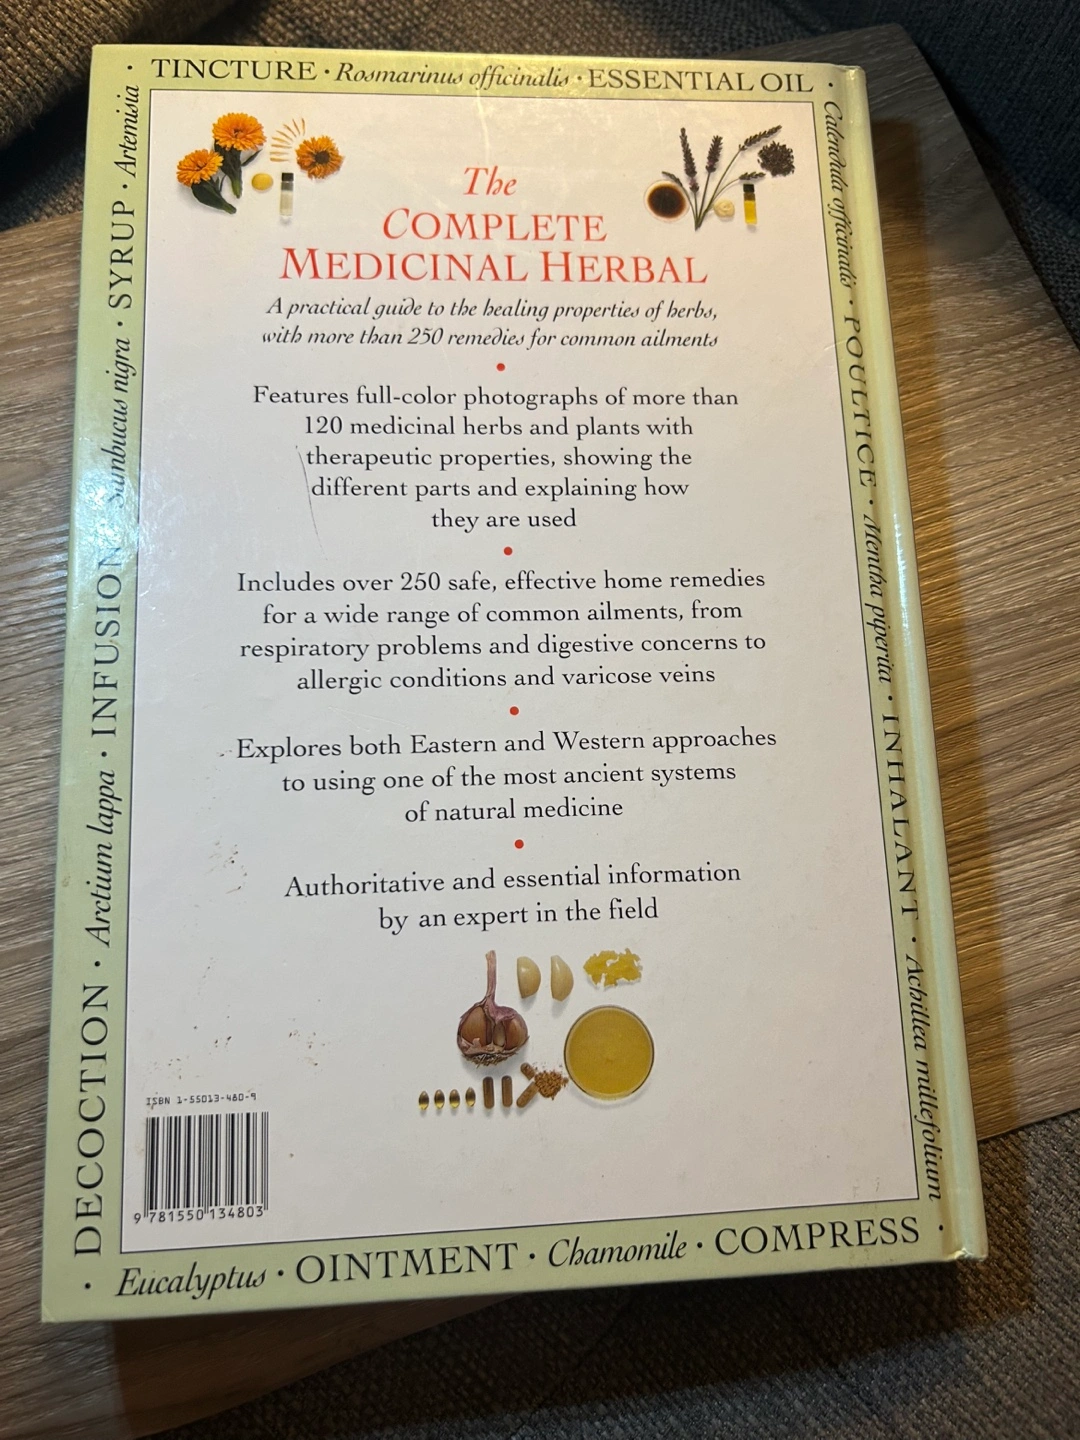 · TINCTURE · Rosmarinus officinalis · ESSENTIAL OIL ·
Calendula officinalis · POULTICE · Mentha piperita · INHALANT · Achillea millefolium
The
COMPLETE
MEDICINAL HERBAL
A practical guide to the healing properties of herbs,
with more than 250 remedies for common ailments
•
Features full-color photographs of more than
120 medicinal herbs and plants with
therapeutic properties, showing the
different parts and explaining how
they are used
•
Includes over 250 safe, effective home remedies
for a wide range of common ailments, from
respiratory problems and digestive concerns to
allergic conditions and varicose veins
•
Explores both Eastern and Western approaches
to using one of the most ancient systems
of natural medicine
•
Authoritative and essential information
by an expert in the field
ISBN 1-55013-480-9
9 781550 134803
DECOCTION · Arctium lappa · INFUSION · Sambucus nigra · SYRUP · Artemisia
· Eucalyptus · OINTMENT · Chamomile · COMPRESS ·